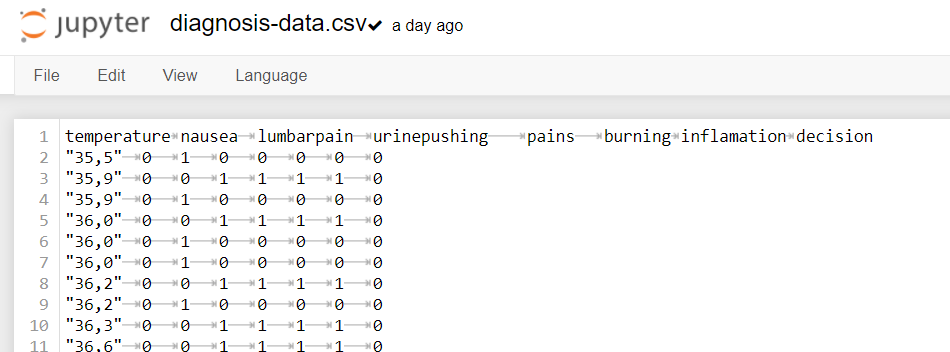 jupyter diagnosis-data.csv✔ a day ago
File Edit View Language
1 temperature nausea lumbarpain urinepushing pains burning inflamation decision
2 "35,5" 0 1 0 0 0 0 0
3 "35,9" 0 0 1 1 1 1 0
4 "35,9" 0 1 0 0 0 0 0
5 "36,0" 0 0 1 1 1 1 0
6 "36,0" 0 1 0 0 0 0 0
7 "36,0" 0 1 0 0 0 0 0
8 "36,2" 0 0 1 1 1 1 0
9 "36,2" 0 1 0 0 0 0 0
10 "36,3" 0 0 1 1 1 1 0
11 "36,6" 0 0 1 1 1 1 0